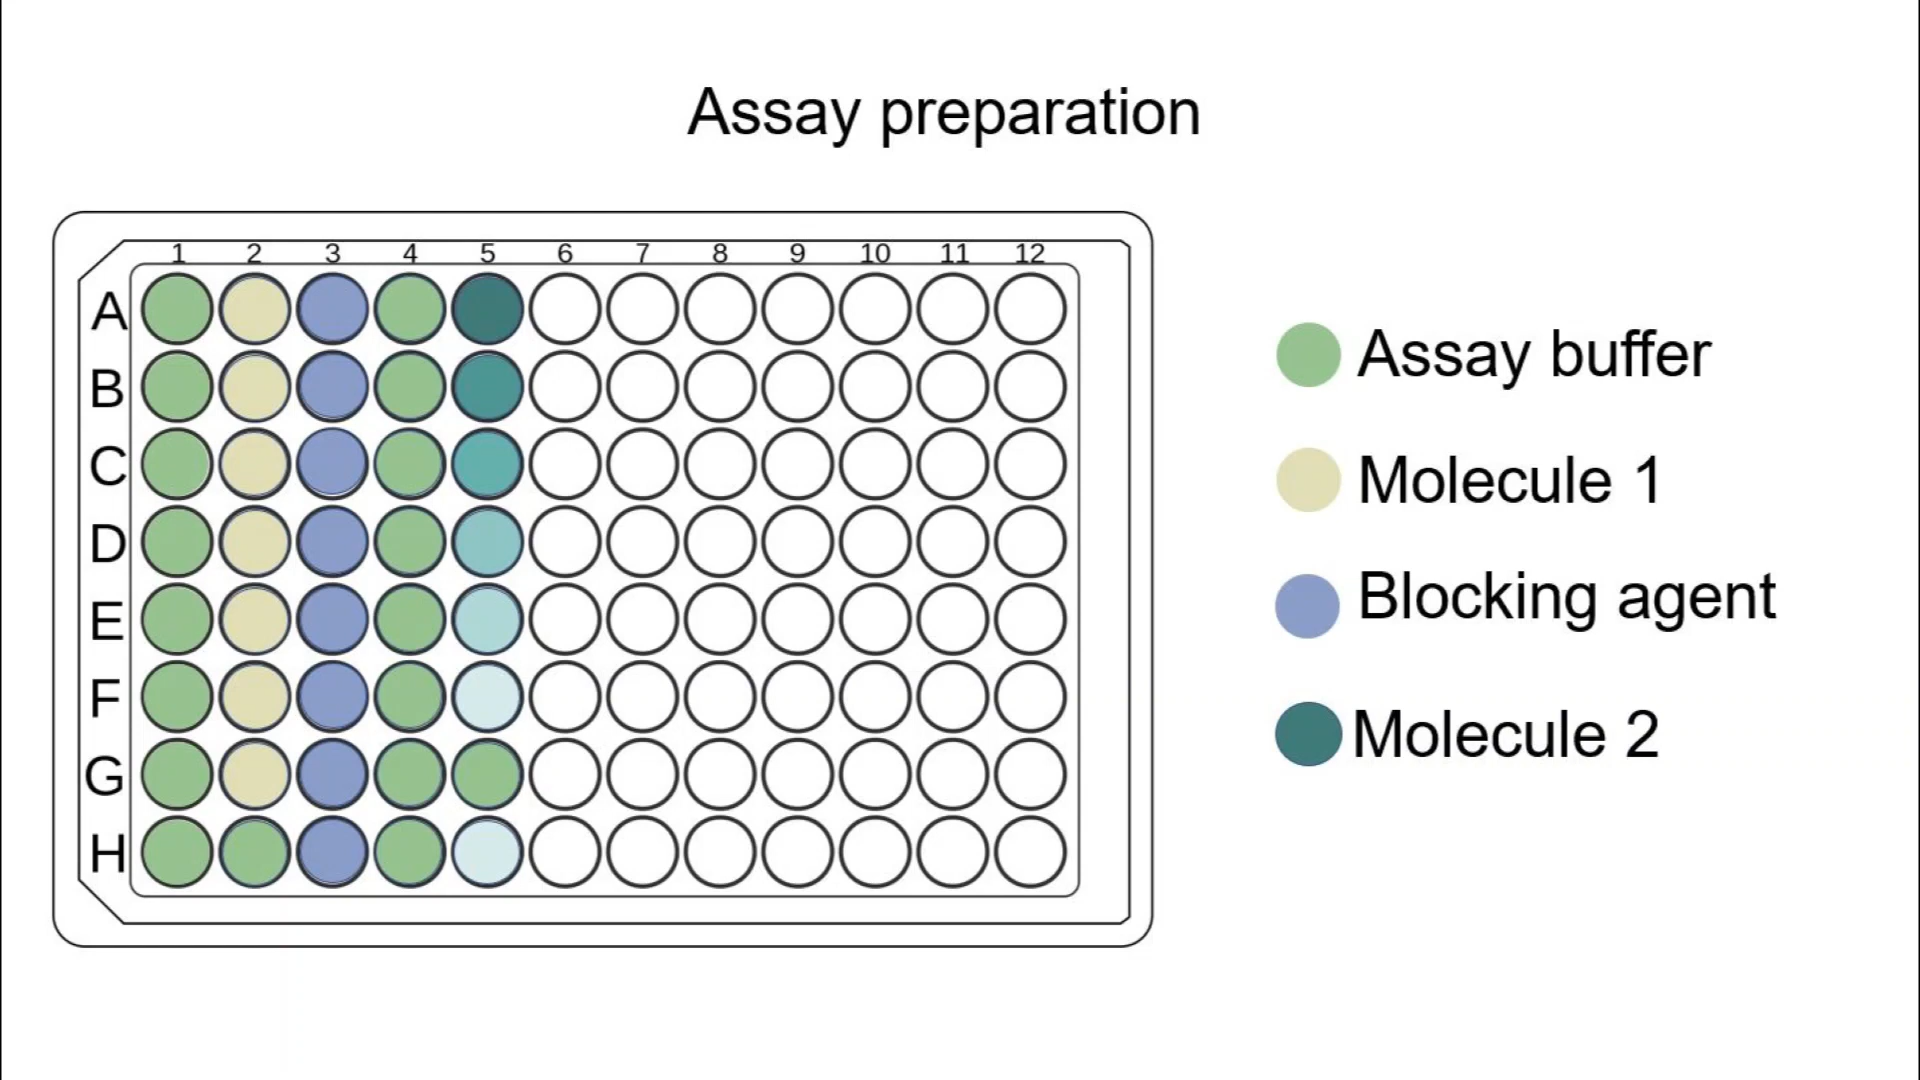 Assay preparation
1 2 3 4 5 6 7 8 9 10 11 12
A
B
C
D
E
F
G
H
Assay buffer
Molecule 1
Blocking agent
Molecule 2